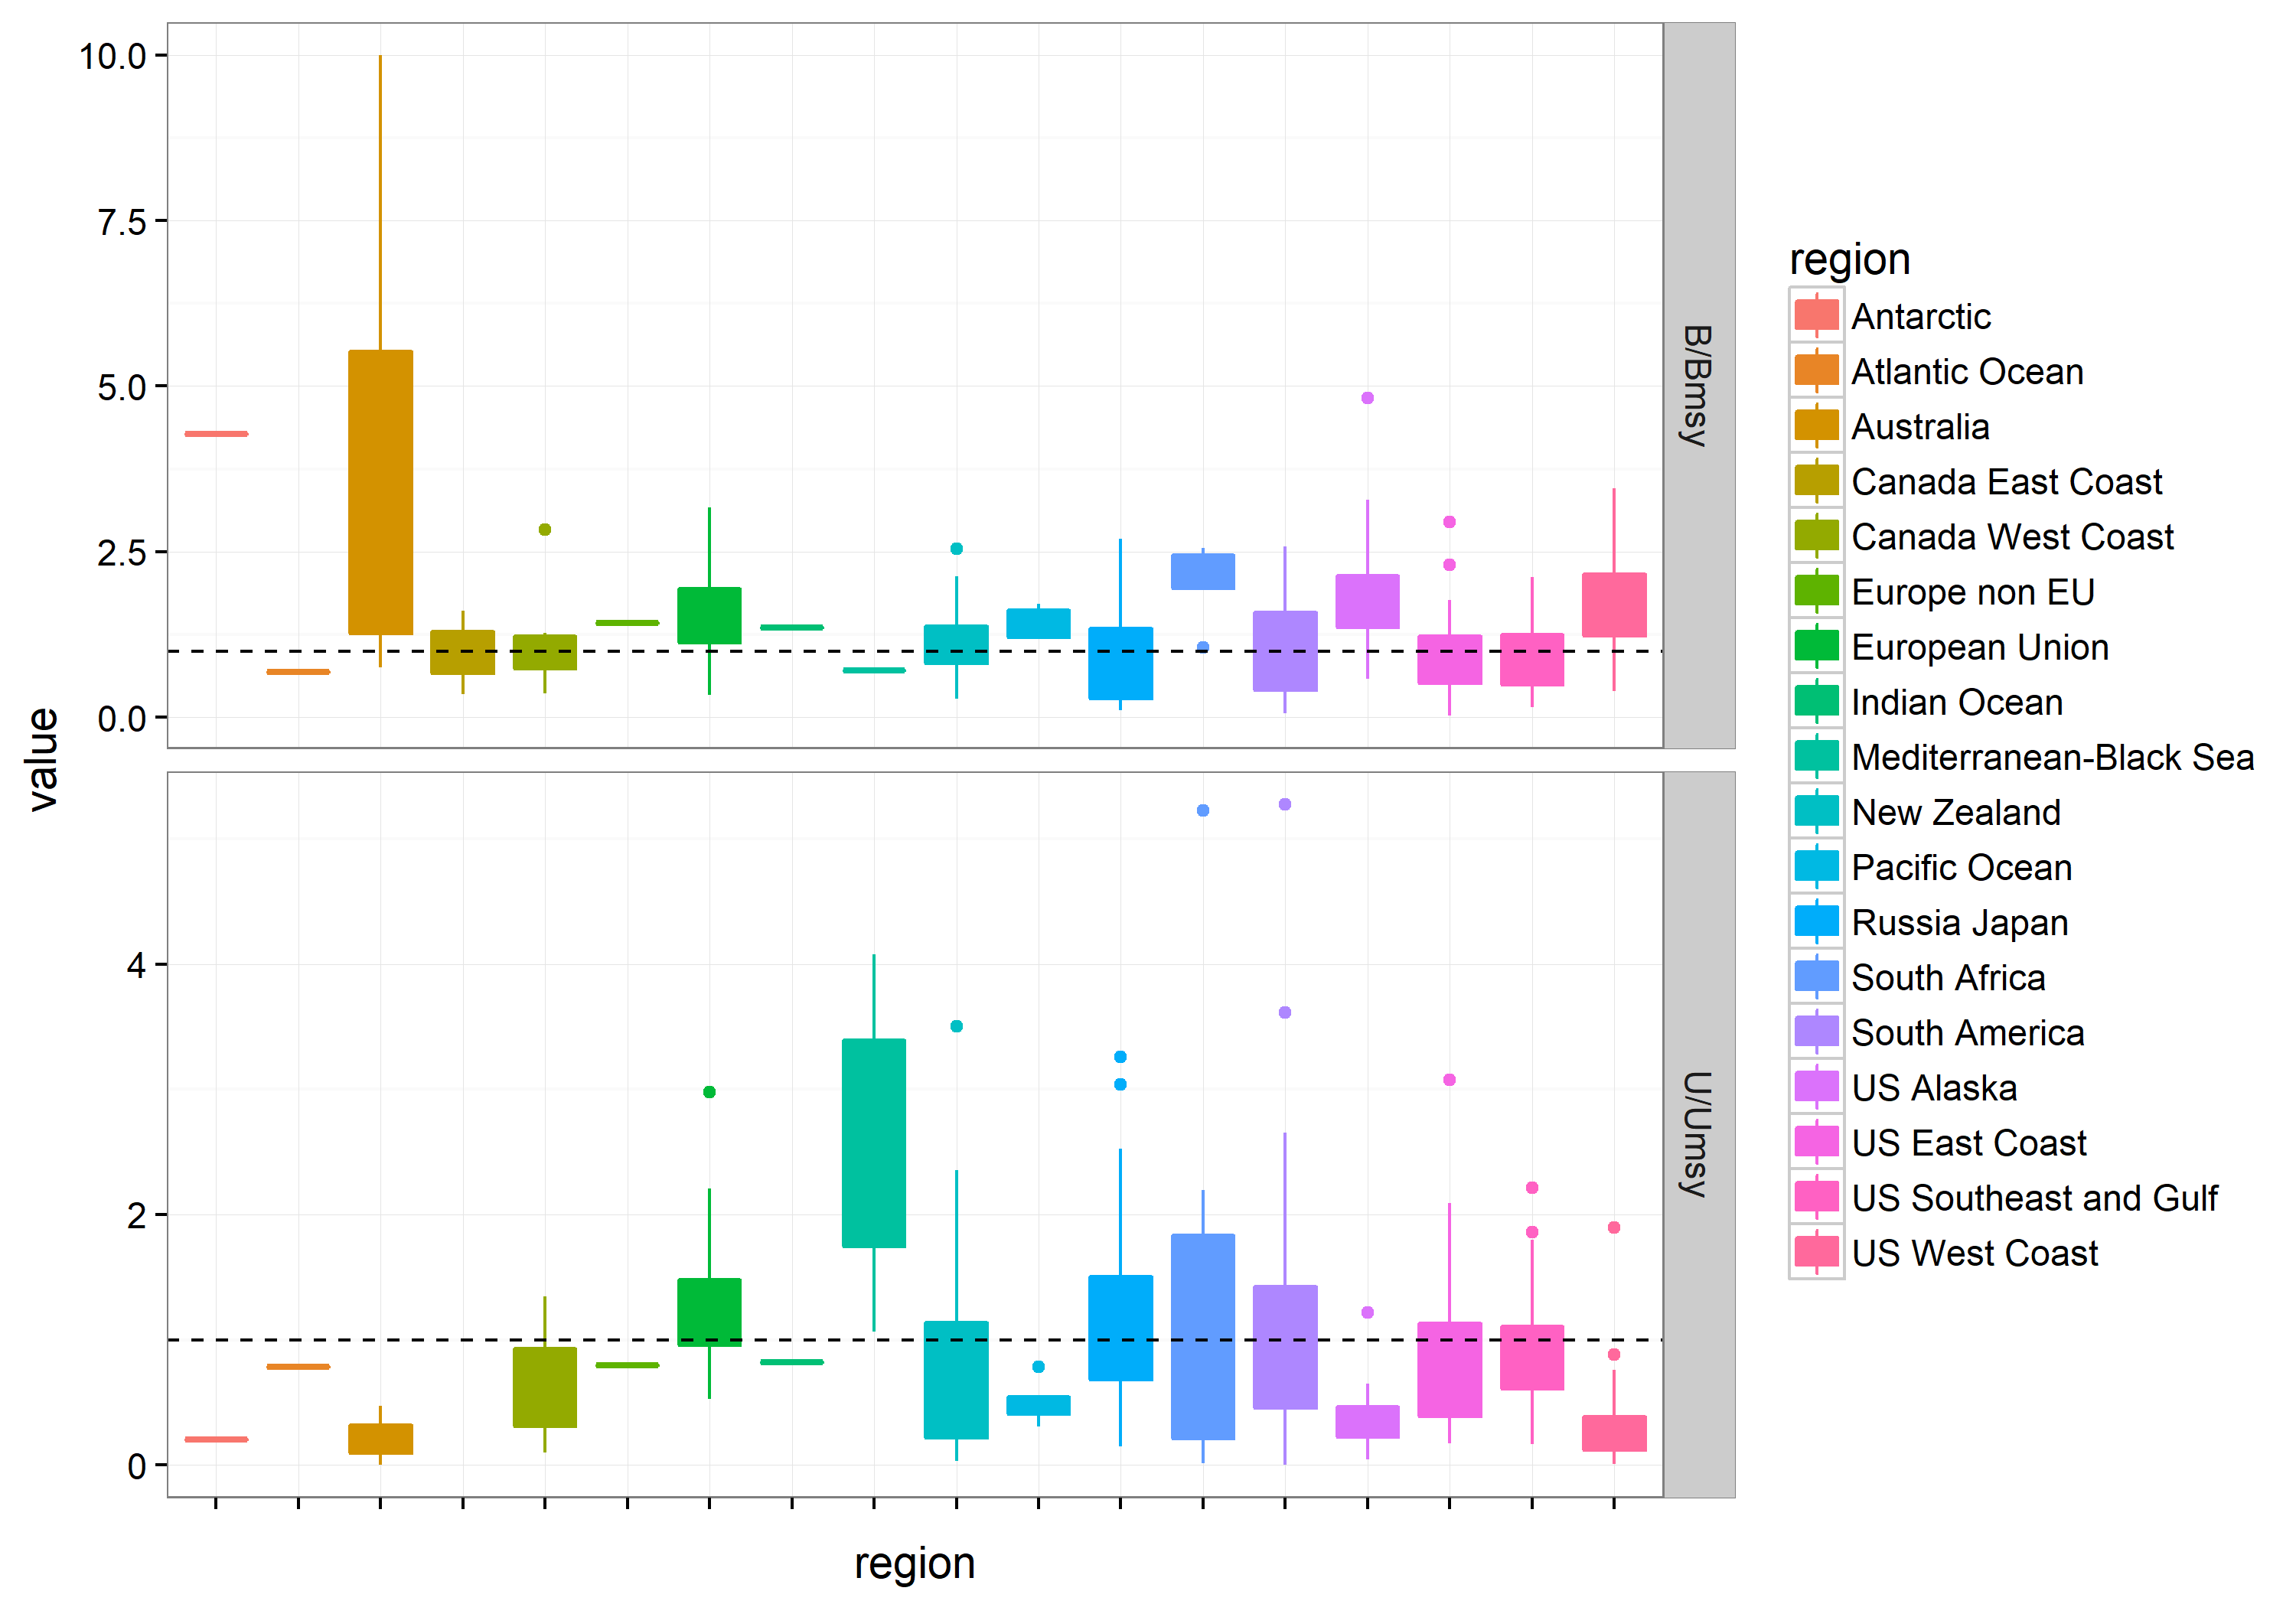 value
10.0
7.5
5.0
2.5
0.0
B/Bmsy
4
2
0
U/Umsy
region
region
Antarctic
Atlantic Ocean
Australia
Canada East Coast
Canada West Coast
Europe non EU
European Union
Indian Ocean
Mediterranean-Black Sea
New Zealand
Pacific Ocean
Russia Japan
South Africa
South America
US Alaska
US East Coast
US Southeast and Gulf
US West Coast